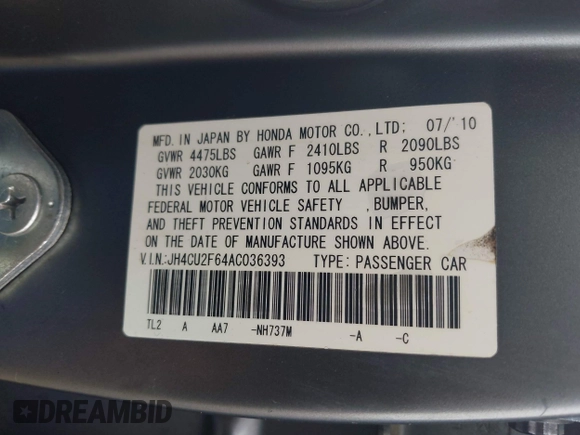 MFD. IN JAPAN BY HONDA MOTOR CO.,LTD: 07/'10
GVWR 4475LBS GAWR F 2410LBS R 2090LBS
GVWR 2030KG GAWR F 1095KG R 950KG
THIS VEHICLE CONFORMS TO ALL APPLICABLE
FEDERAL MOTOR VEHICLE SAFETY ,BUMPER,
AND THEFT PREVENTION STANDARDS IN EFFECT
ON THE DATE OF MANUFACTURE SHOWN ABOVE.
V.I.N.:JH4CU2F64AC036393 TYPE: PASSENGER CAR
TL2 A AA7 -NH737M -A -C
DREAMBID